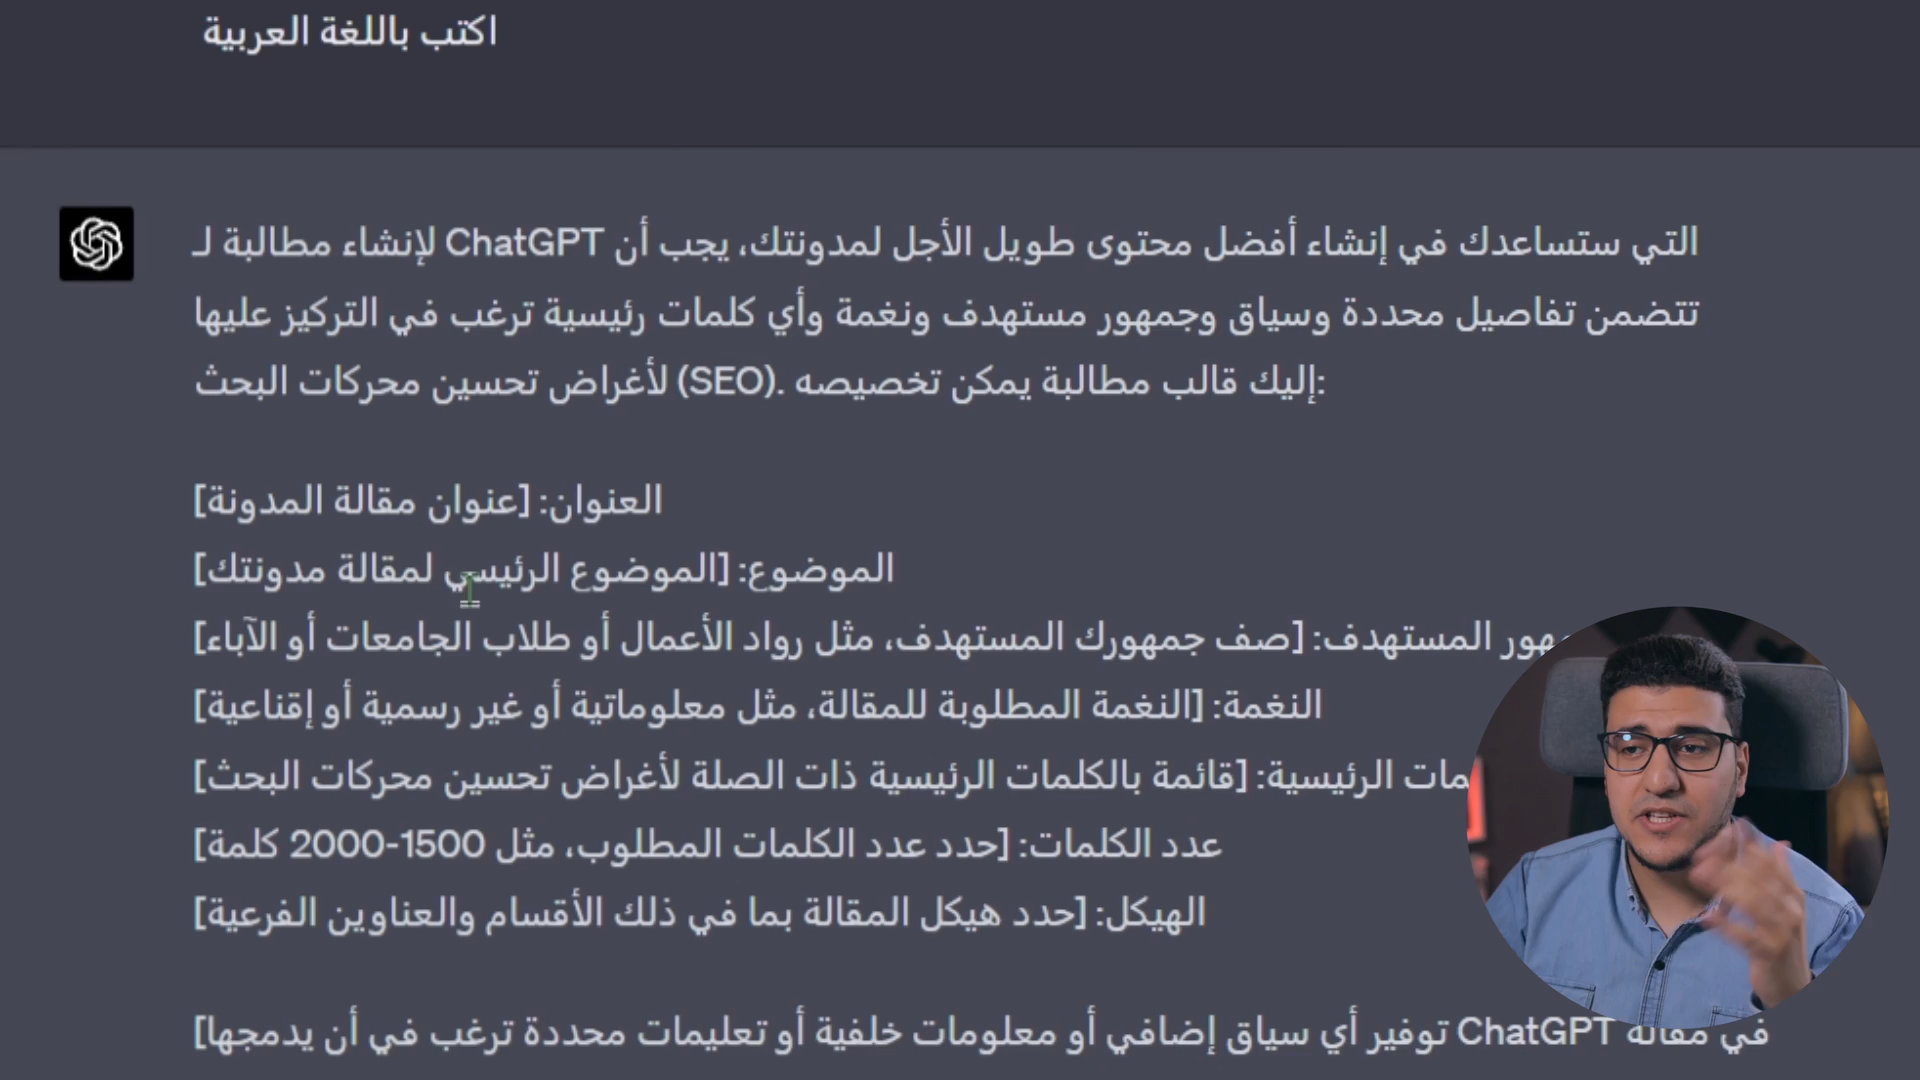 اكتب باللغة العربية
لإنشاء مطالبة لـ ChatGPT التي ستساعدك في إنشاء أفضل محتوى طويل الأجل لمدونتك، يجب أن
تتضمن تفاصيل محددة وسياق وجمهور مستهدف ونغمة وأي كلمات رئيسية ترغب في التركيز عليها
لأغراض تحسين محركات البحث (SEO). إليك قالب مطالبة يمكن تخصيصه:
العنوان: [عنوان مقالة المدونة]
الموضوع: [الموضوع الرئيسي لمقالة مدونتك]
المستهدف: [صف جمهورك المستهدف، مثل رواد الأعمال أو طلاب الجامعات أو الآباء]
النغمة: [النغمة المطلوبة للمقالة، مثل معلوماتية أو غير رسمية أو إقناعية]
الرئيسية: [قائمة بالكلمات الرئيسية ذات الصلة لأغراض تحسين محركات البحث]
عدد الكلمات: [حدد عدد الكلمات المطلوب، مثل 1500-2000 كلمة]
الهيكل: [حدد هيكل المقالة بما في ذلك الأقسام والعناوين الفرعية]
توفير أي سياق إضافي أو معلومات خلفية أو تعليمات محددة ترغب في أن يدمجها ChatGPT في مقالة]